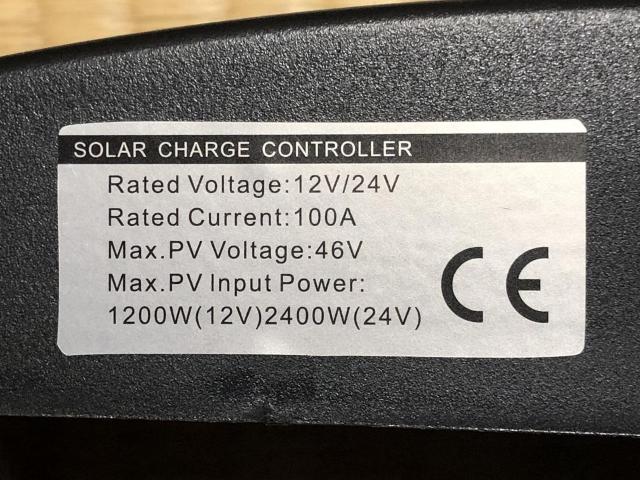 SOLAR CHARGE CONTROLLER
Rated Voltage:12V/24V
Rated Current:100A
Max.PV Voltage:46V
Max.PV Input Power:
1200W(12V)2400W(24V)
CE